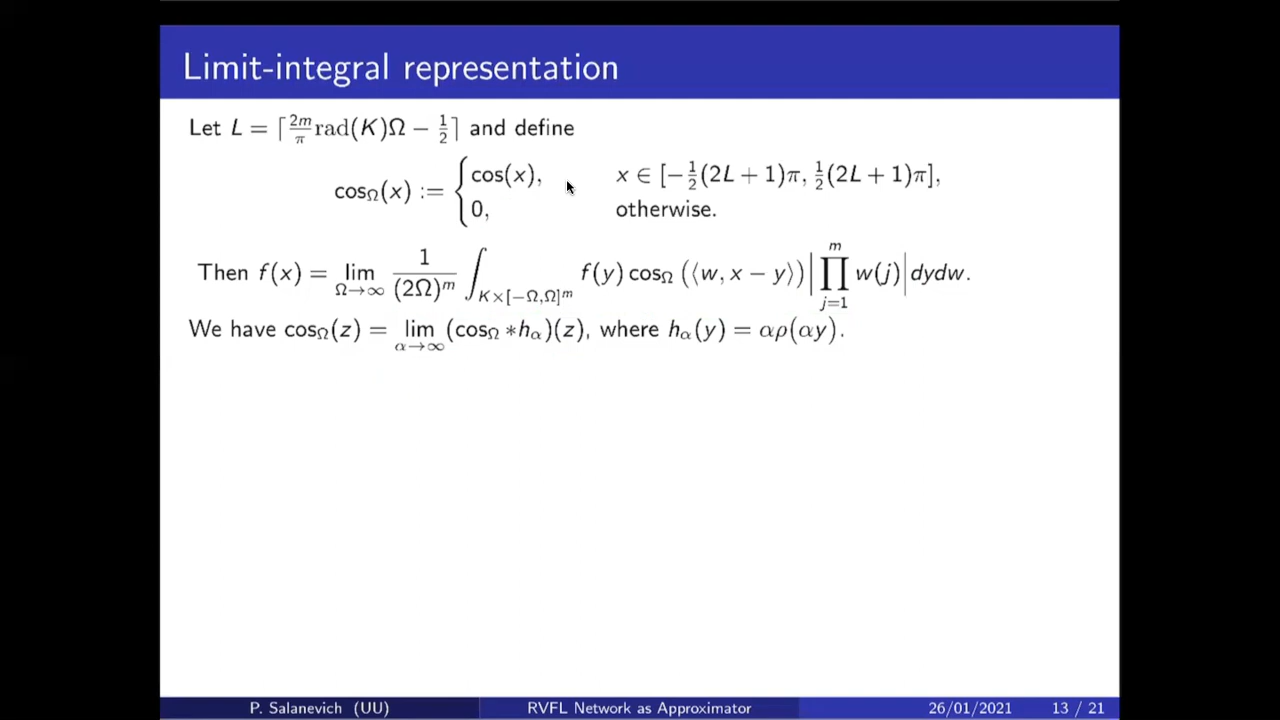 Limit-integral representation
Let L = ⌈2m/π rad(K)Ω − 1/2⌉ and define
cos_Ω(x) := { cos(x), x ∈ [−1/2(2L + 1)π, 1/2(2L + 1)π],
0, otherwise.
Then f(x) = lim_{Ω→∞} 1/(2Ω)^m ∫_{K×[−Ω,Ω]^m} f(y) cos_Ω (⟨w, x − y⟩) |∏_{j=1}^{m} w(j)| dydw.
We have cos_Ω(z) = lim_{α→∞} (cos_Ω *h_α)(z), where h_α(y) = αρ(αy).
P. Salanevich (UU) RVFL Network as Approximator 26/01/2021 13 / 21